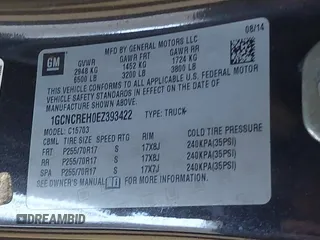 08/14
GM
MFD BY GENERAL MOTORS LLC
GVWR GAWR FRT GAWR RR
2948 KG 1452 KG 1724 KG
6500 LB 3200 LB 3800 LB
THIS VEHICLE CONFORMS TO ALL APPLICABLE U.S. FEDERAL MOTOR VEHICLE SAFETY AND THEFT PREVENTION STANDARDS IN EFFECT ON THE DATE OF MANUFACTURE SHOWN ABOVE.
1GCNCREH0EZ393422 TYPE: TRUCK
MODEL: C15703
CBML TIRE SIZE SPEED RTG RIM COLD TIRE PRESSURE
FRT P255/70R17 S 17X8J 240KPA(35PSI)
RR P255/70R17 S 17X8J 240KPA(35PSI)
SPA P255/70R17 S 17X7J 240KPA(35PSI)
SEE OWNER'S MANUAL FOR MORE INFORMATION
DREAMBID